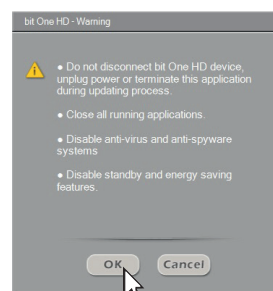 bit One HD - Warning
● Do not disconnect bit One HD device,
unplug power or terminate this application
during updating process.
● Close all running applications.
● Disable anti-virus and anti-spyware
systems
● Disable standby and energy saving
features.
OK Cancel